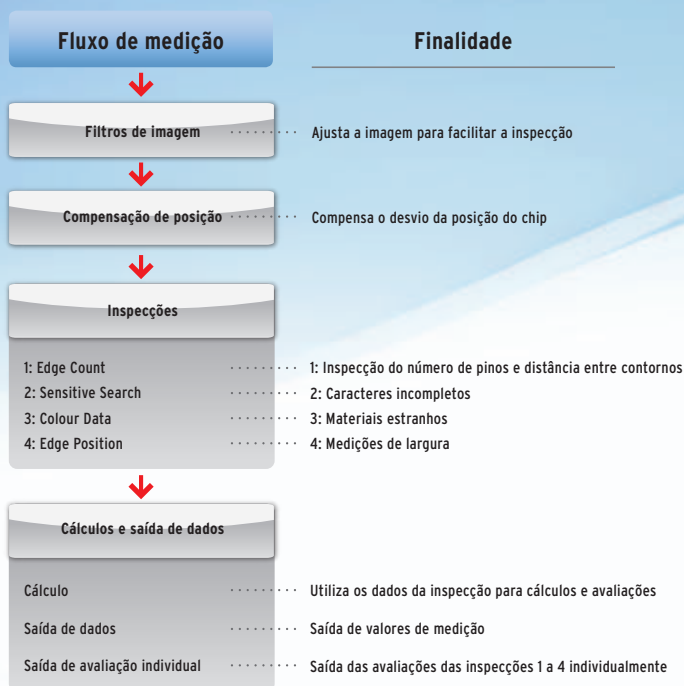 Fluxo de medição
Finalidade
Filtros de imagem
Ajusta a imagem para facilitar a inspecção
Compensação de posição
Compensa o desvio da posição do chip
Inspecções
1: Edge Count
1: Inspecção do número de pinos e distância entre contornos
2: Sensitive Search
2: Caracteres incompletos
3: Colour Data
3: Materiais estranhos
4: Edge Position
4: Medições de largura
Cálculos e saída de dados
Cálculo
Utiliza os dados da inspecção para cálculos e avaliações
Saída de dados
Saída de valores de medição
Saída de avaliação individual
Saída das avaliações das inspecções 1 a 4 individualmente